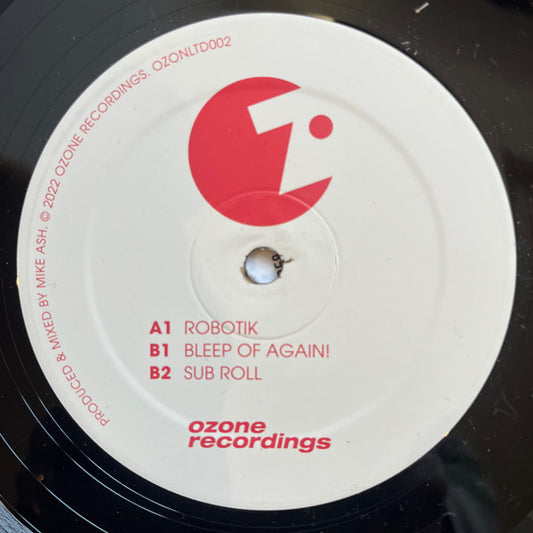 PRODUCED & MIXED BY MIKE ASH. © 2022 OZONE RECORDINGS. OZONLTD002
A1 ROBOTIK
B1 BLEEP OF AGAIN!
B2 SUB ROLL
ozone
recordings